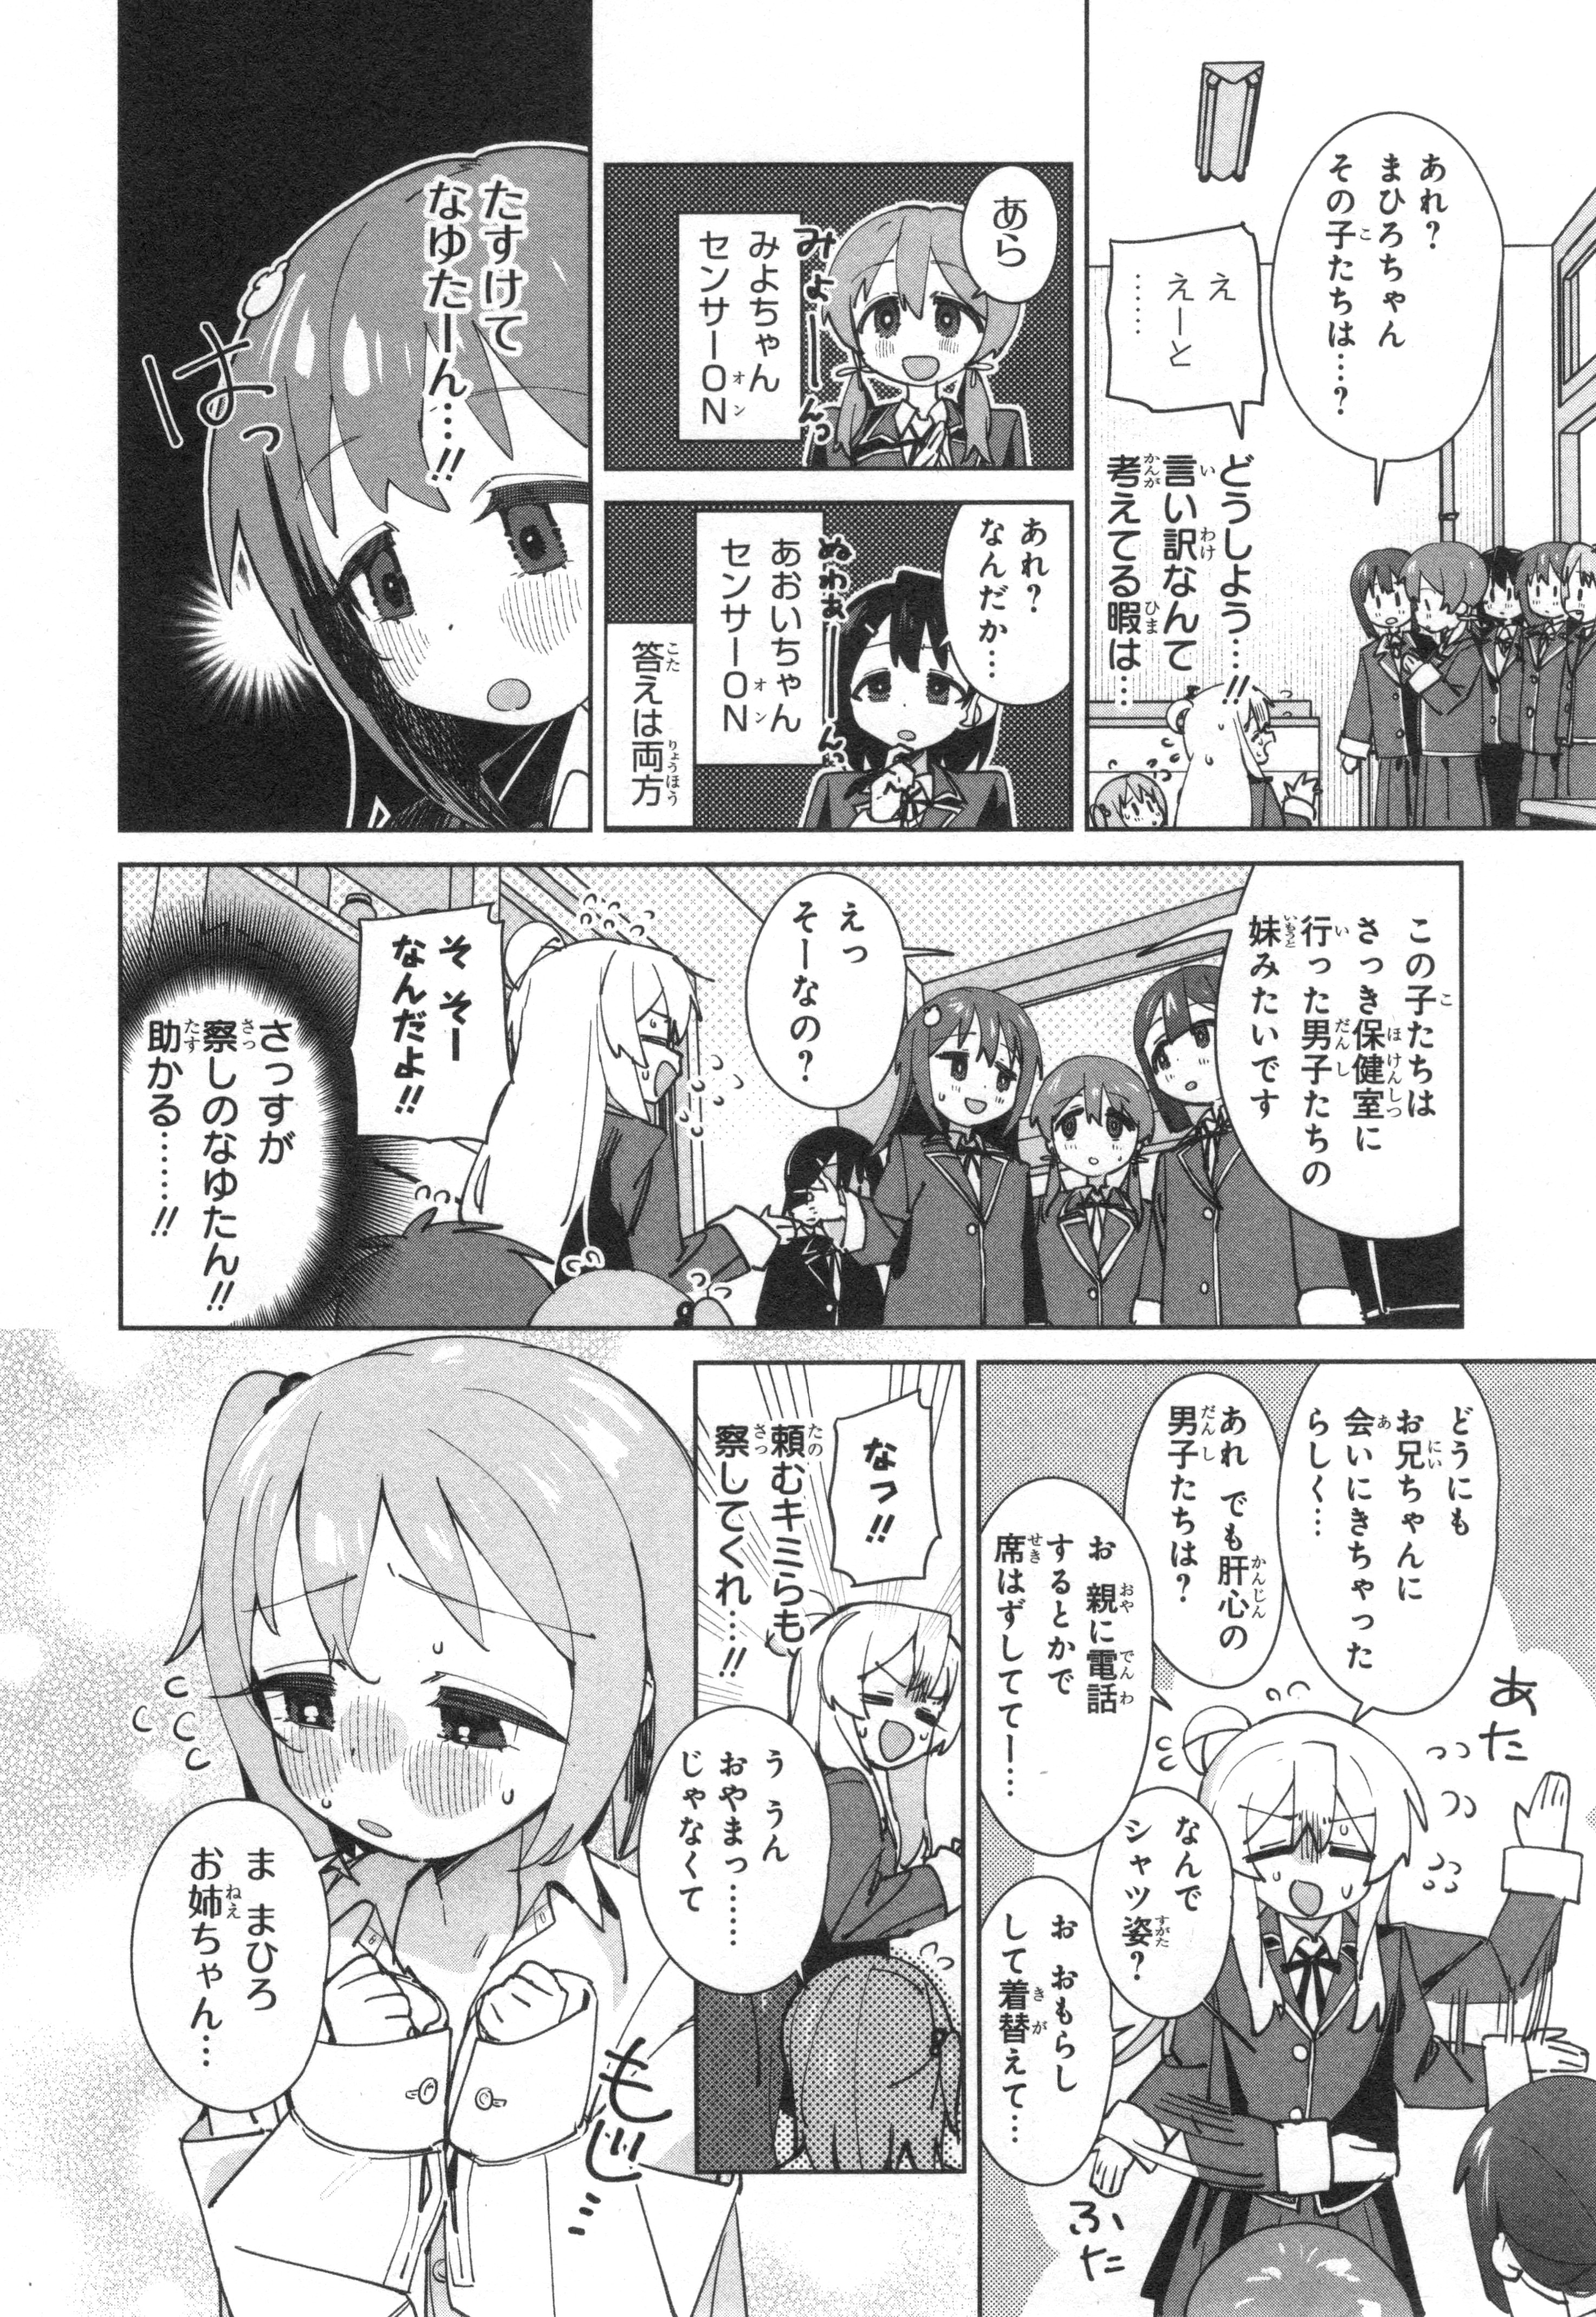 あれ?
まひろちゃん
その子たちは…?
え
えーと
……
どうしよう…!!
言い訳なんて
考えてる暇は…
あら
みよーーんっ
みよちゃん
センサーON
あれ?
なんだか…
ぬわぁーーんっ
あおいちゃん
センサーON
答えは両方
たすけて
なゆたーん…!!
はっ
この子たちは
さっき保健室に
行った男子たちの
妹みたいです
えっ
そーなの?
そ そー
なんだよ!!
さっすが
察しのなゆたん!!
助かる……!!
どうにも
お兄ちゃんに
会いにきちゃった
らしく…
あれ でも肝心の
男子たちは?
お 親に電話
するとかで
席はずしててー…
なんで
シャツ姿?
お おもらし
して着替えて…
あた
ふた
なっ!!
頼むキミらも
察してくれ…!!
う うん
おやまっ……
じゃなくて
ま まひろ
お姉ちゃん…
もじ…